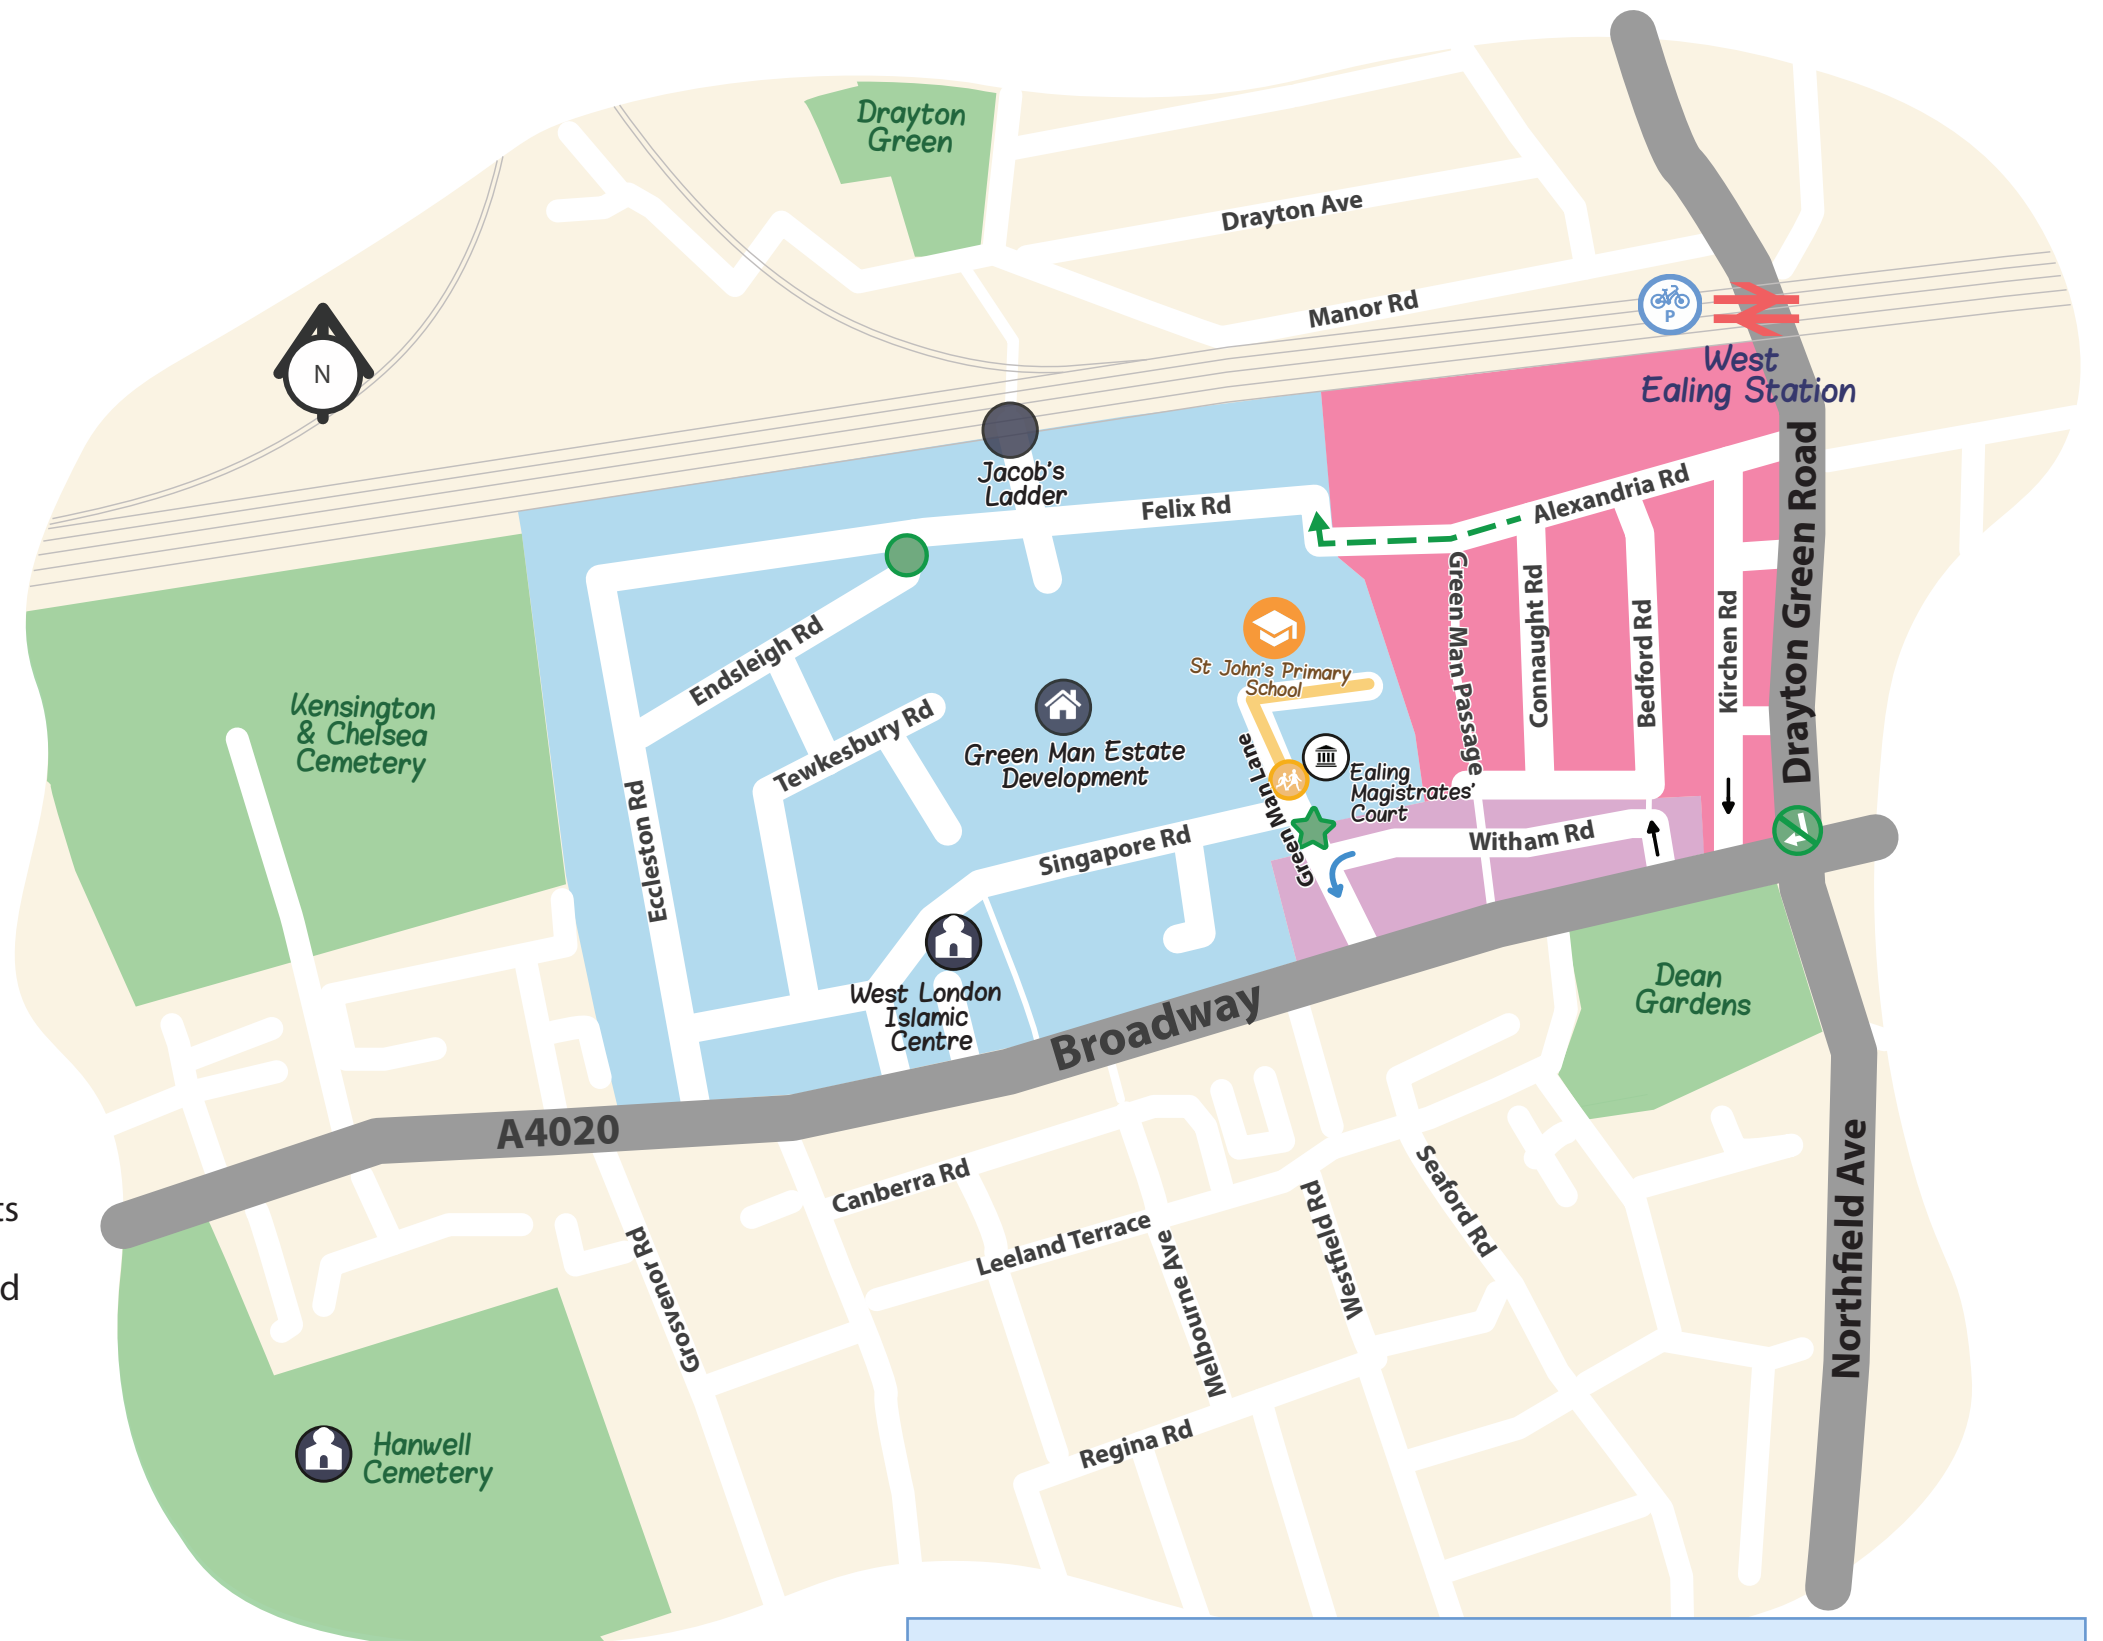 Drayton
Green
Drayton Ave
Manor Rd
P
N
West
Ealing Station
Jacob's
Ladder
Felix Rd
Alexandria Rd
Drayton Green Road
Green Man Passage
Connaught Rd
Bedford Rd
Kirchen Rd
Endsleigh Rd
St John's Primary
School
Kensington
& Chelsea
Cemetery
Tewkesbury Rd
Green Man Estate
Development
Green Man Lane
Ealing
Magistrates'
Court
Eccleston Rd
Singapore Rd
Witham Rd
West London
Islamic
Centre
Dean
Gardens
Broadway
A4020
Canberra Rd
Leeland Terrace
Grosvenor Rd
Melbourne Ave
Westfield Rd
Seaford Rd
Northfield Ave
Regina Rd
Hanwell
Cemetery
ts
d